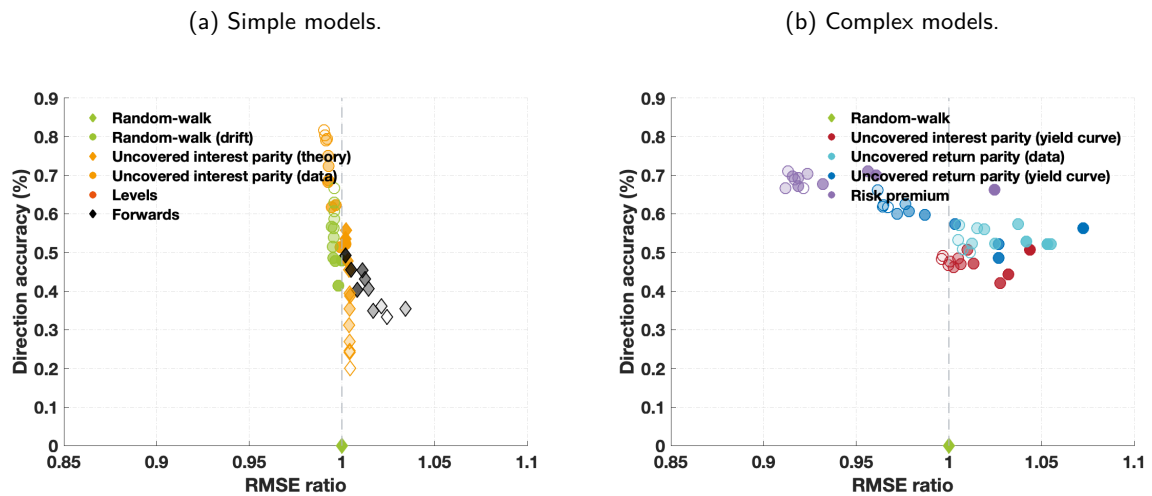 (a) Simple models.
0.9
0.8
0.7
0.6
0.5
0.4
0.3
0.2
0.1
0
Direction accuracy (%)
Random-walk
Random-walk (drift)
Uncovered interest parity (theory)
Uncovered interest parity (data)
Levels
Forwards
0.85
0.9
0.95
1
1.05
1.1
RMSE ratio
(b) Complex models.
0.9
0.8
0.7
0.6
0.5
0.4
0.3
0.2
0.1
0
Direction accuracy (%)
Random-walk
Uncovered interest parity (yield curve)
Uncovered return parity (data)
Uncovered return parity (yield curve)
Risk premium
0.85
0.9
0.95
1
1.05
1.1
RMSE ratio